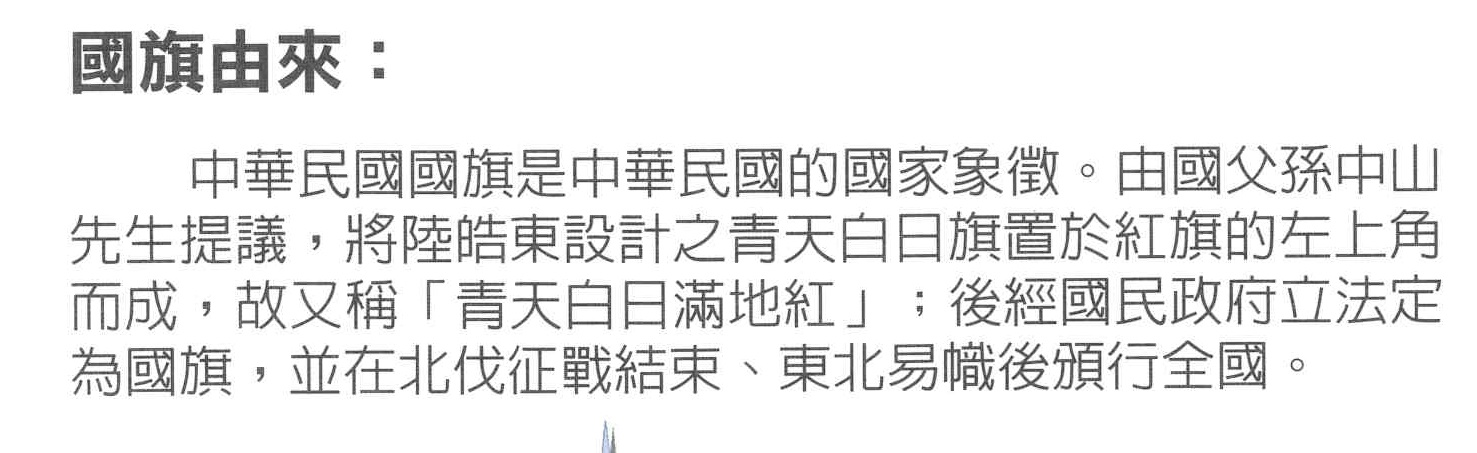 國旗由來：
中華民國國旗是中華民國的國家象徵。由國父孫中山
先生提議，將陸皓東設計之青天白日旗置於紅旗的左上角
而成，故又稱「青天白日滿地紅」；後經國民政府立法定
為國旗，並在北伐征戰結束、東北易幟後頒行全國。